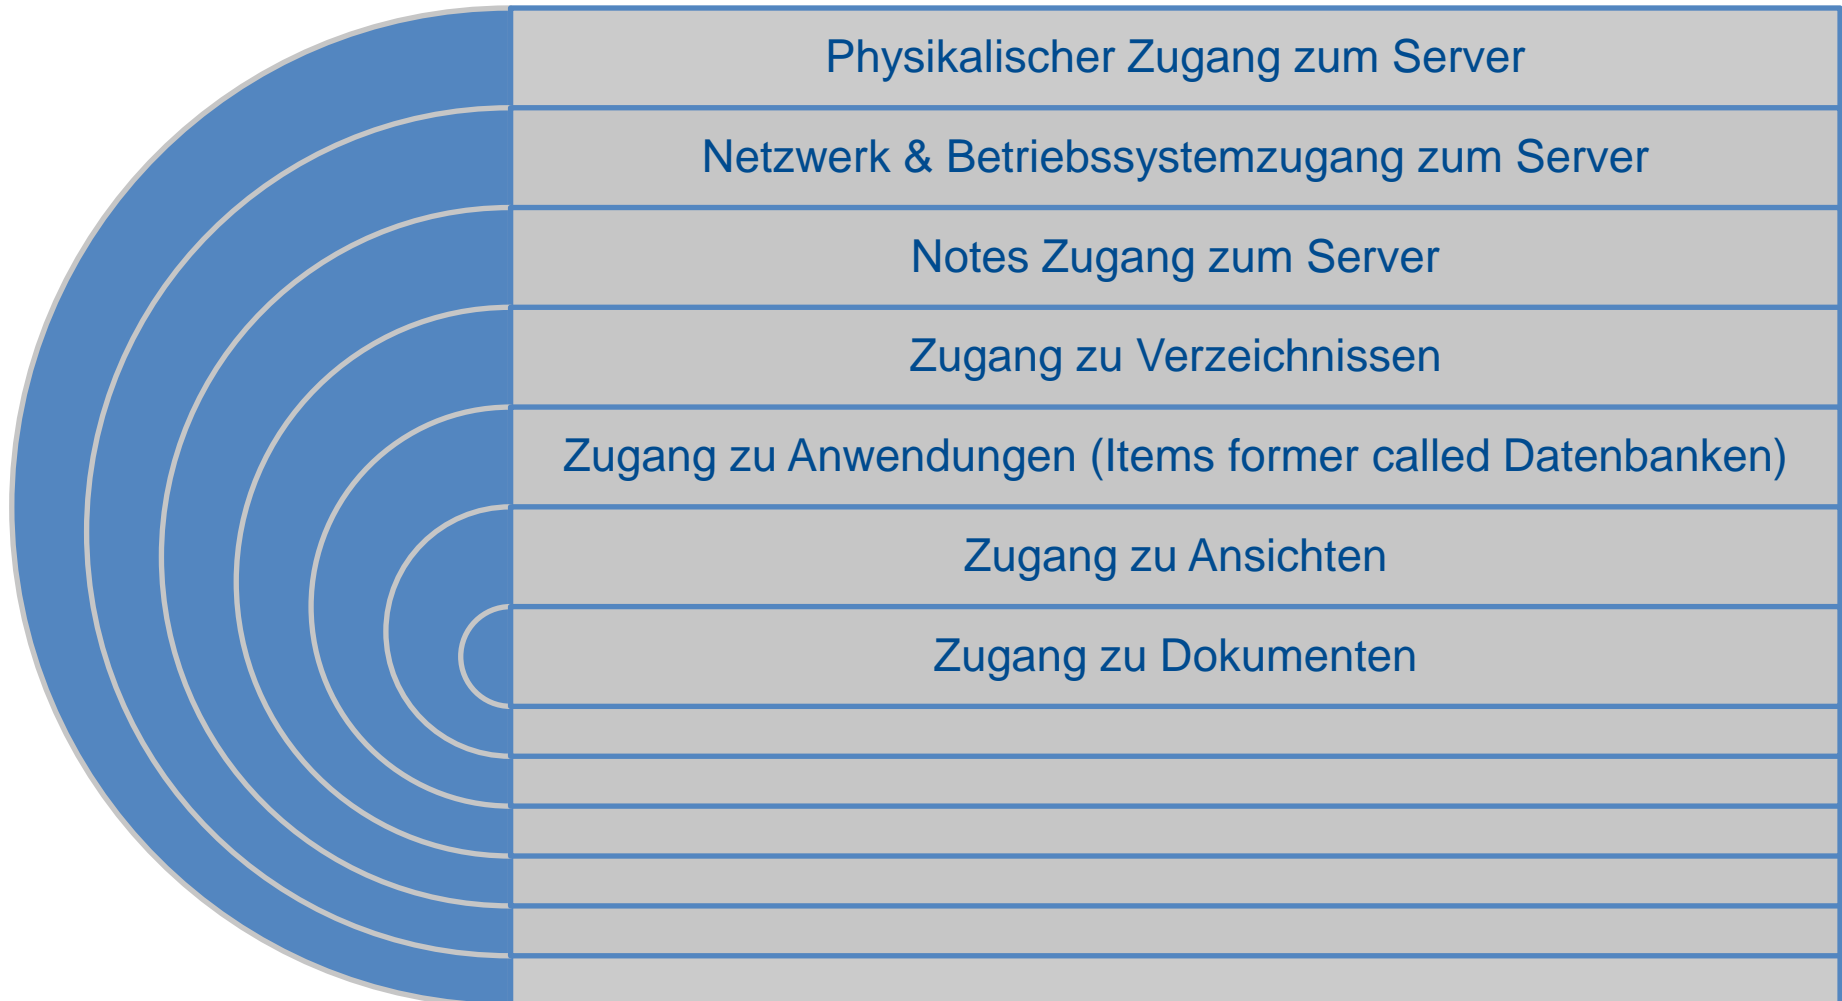 Physikalischer Zugang zum Server
Netzwerk & Betriebssystemzugang zum Server
Notes Zugang zum Server
Zugang zu Verzeichnissen
Zugang zu Anwendungen (Items former called Datenbanken)
Zugang zu Ansichten
Zugang zu Dokumenten